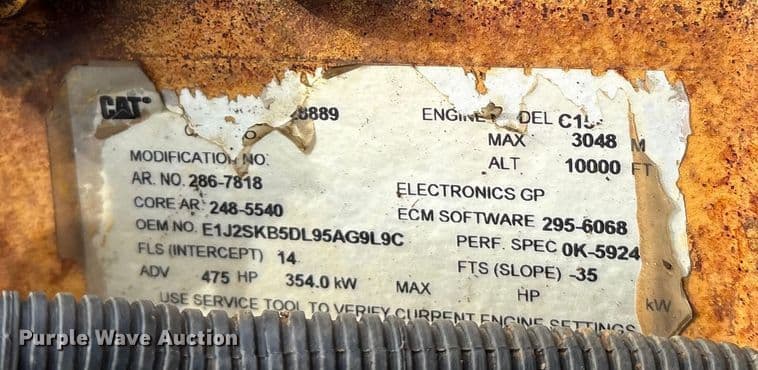 CAT
8889 ENGINE DEL C15
MAX 3048 M
MODIFICATION NO. ALT 10000 FT
AR. NO. 286-7818 ELECTRONICS GP
CORE AR 248-5540 ECM SOFTWARE 295-6068
OEM NO. E1J2SKB5DL95AG9L9C PERF. SPEC 0K-5924
FLS (INTERCEPT) 14 FTS (SLOPE) -35
ADV 475 HP 354.0 kW MAX HP kW
USE SERVICE TOOL TO VERIFY CURRENT ENGINE SETTINGS
Purple Wave Auction